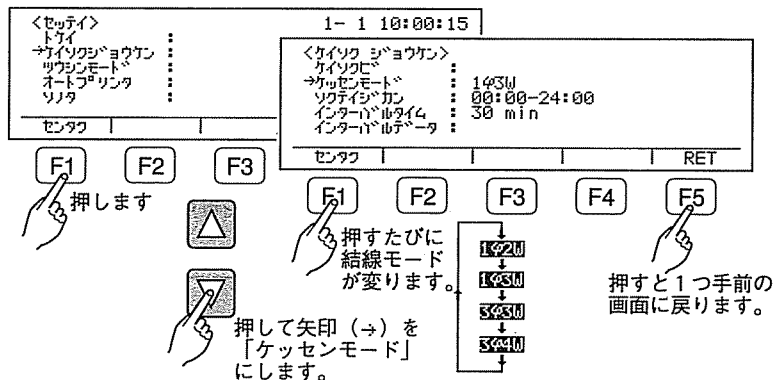 <セッテイ> 1- 1 10:00:15
トケイ :
→ケイソクジョウケン :
ツウシンモード :
オートプリンタ :
ソノタ :
センタク
F1 F2 F3
押します
<ケイソク ジョウケン>
ケイソクビ :
→ケッセンモード : 1φ3W
ソクテイジカン : 00:00-24:00
インターバルタイム : 30 min
インターバルデータ :
センタク RET
F1 F2 F3 F4 F5
押すたびに
結線モード
が変ります。
1φ2W
1φ3W
3φ3W
3φ4W
押すと1つ手前の
画面に戻ります。
押して矢印(→)を
「ケッセンモード」
にします。